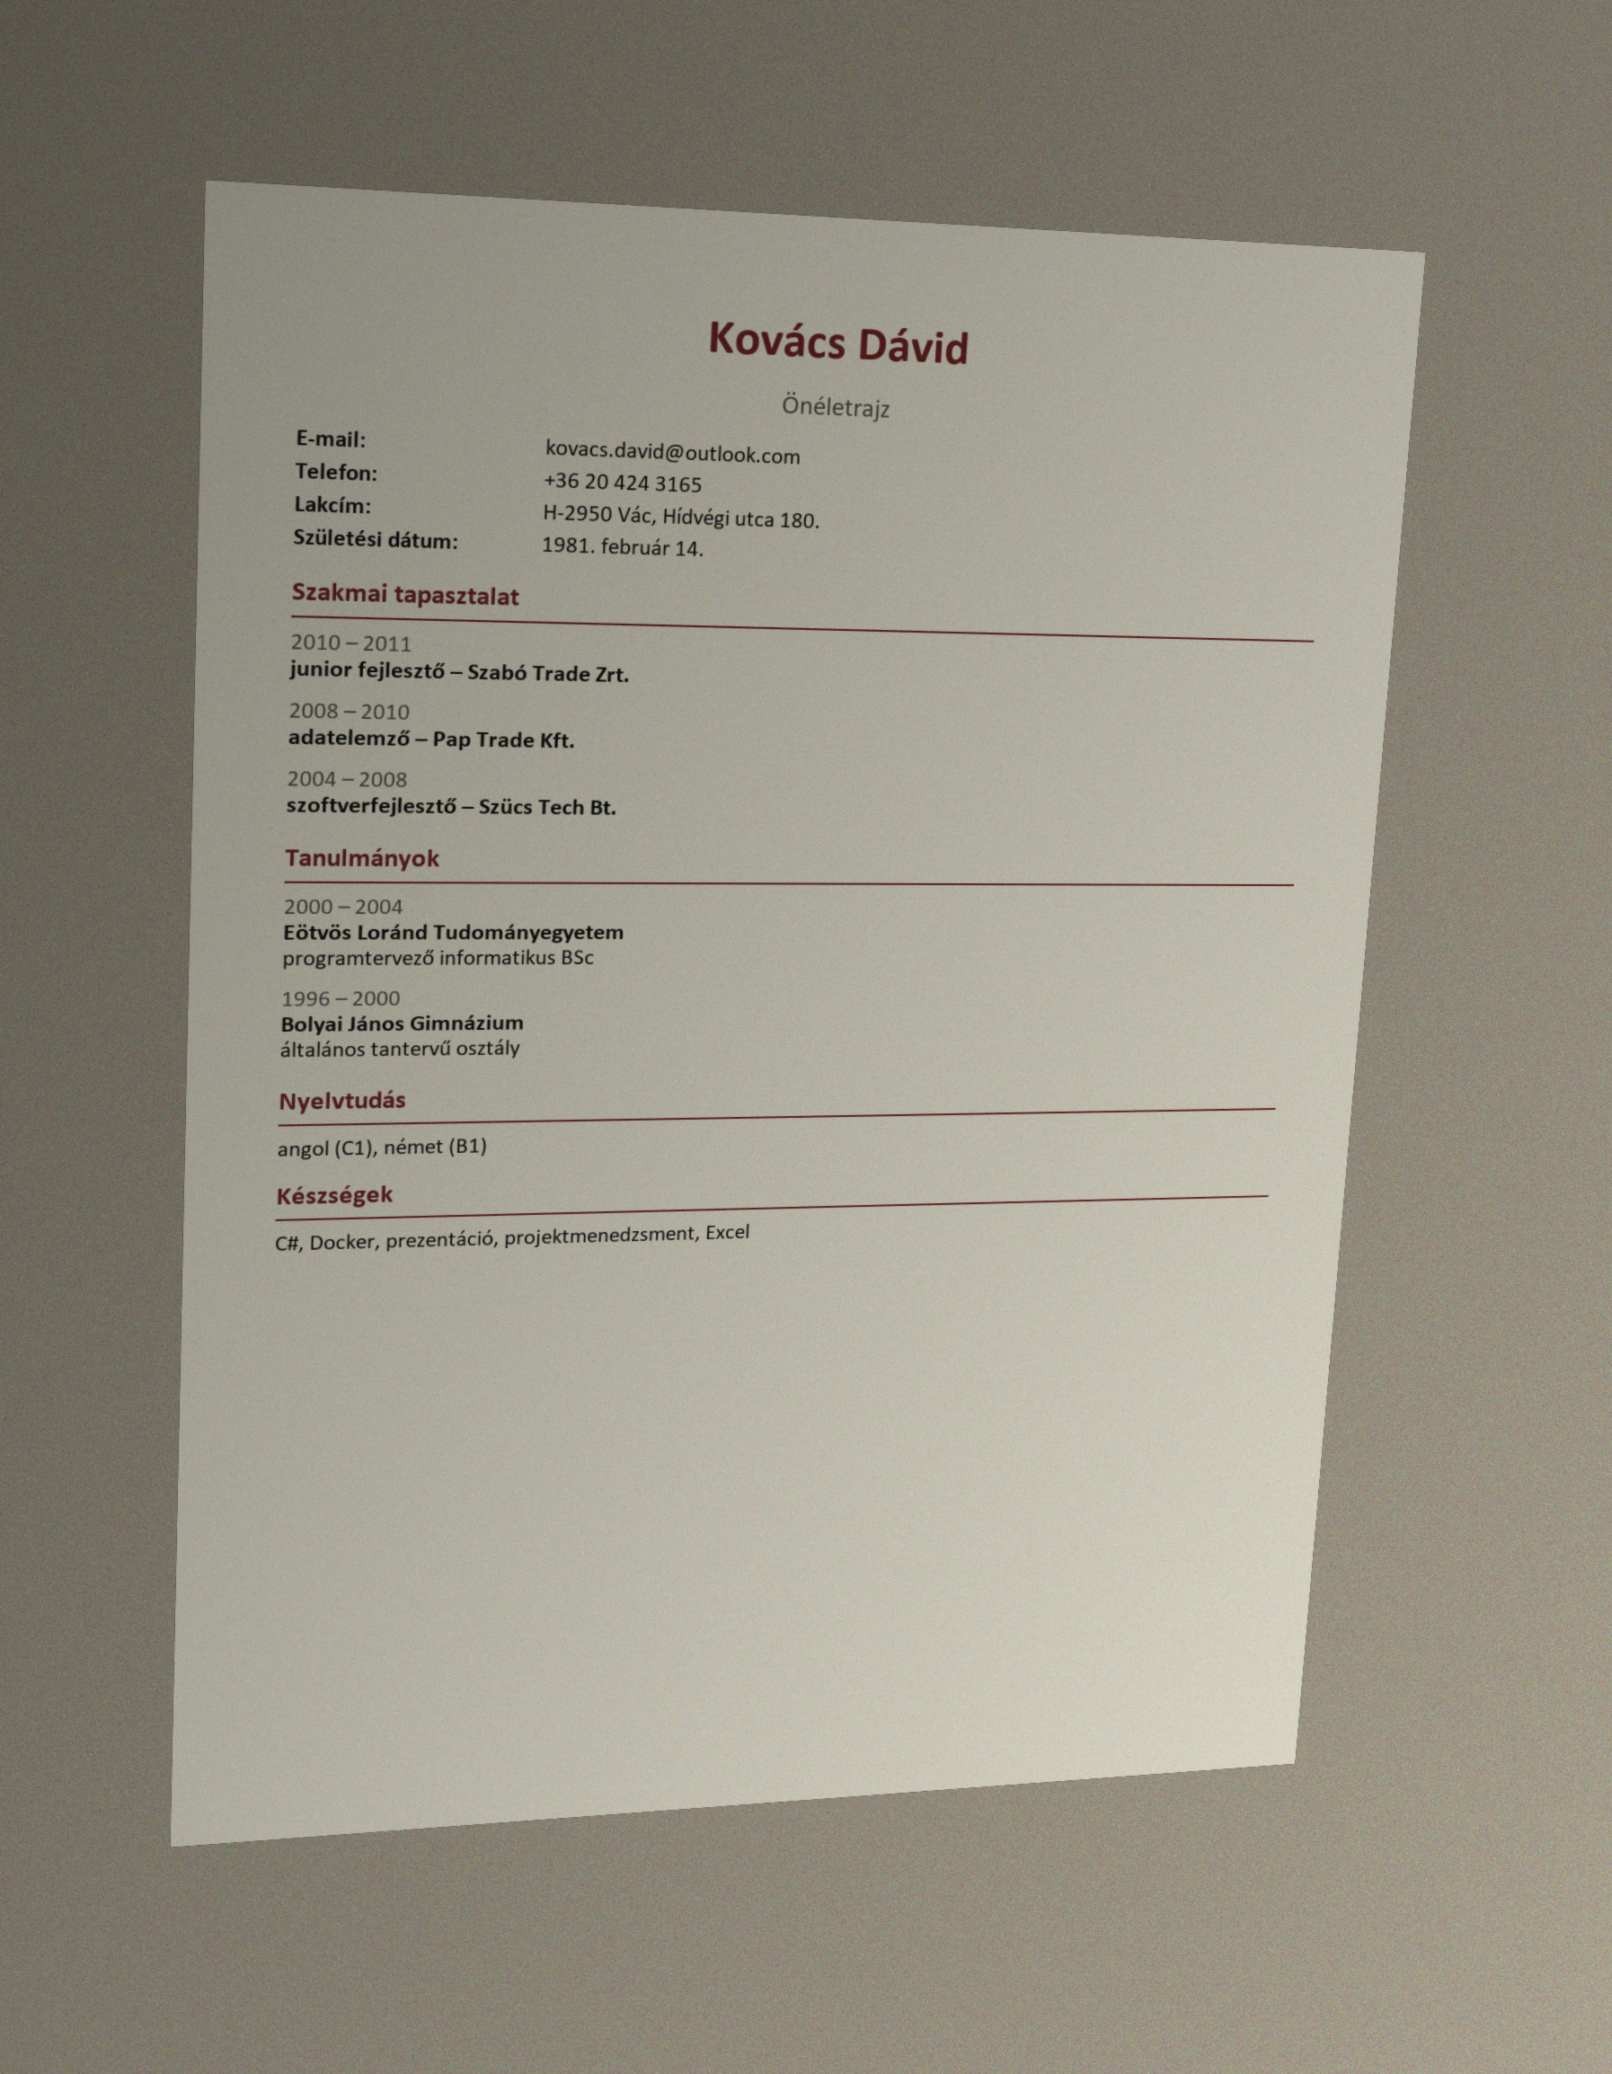 Kovács Dávid
Önéletrajz
E-mail: kovacs.david@outlook.com
Telefon: +36 20 424 3165
Lakcím: H-2950 Vác, Hídvégi utca 180.
Születési dátum: 1981. február 14.
Szakmai tapasztalat
2010 – 2011
junior fejlesztő – Szabó Trade Zrt.
2008 – 2010
adatelemző – Pap Trade Kft.
2004 – 2008
szoftverfejlesztő – Szücs Tech Bt.
Tanulmányok
2000 – 2004
Eötvös Loránd Tudományegyetem
programtervező informatikus BSc
1996 – 2000
Bolyai János Gimnázium
általános tantervű osztály
Nyelvtudás
angol (C1), német (B1)
Készségek
C#, Docker, prezentáció, projektmenedzsment, Excel